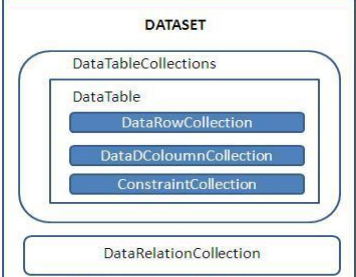 DATASET
DataTableCollections
DataTable
DataRowCollection
DataDColoumnCollection
ConstraintCollection
DataRelationCollection